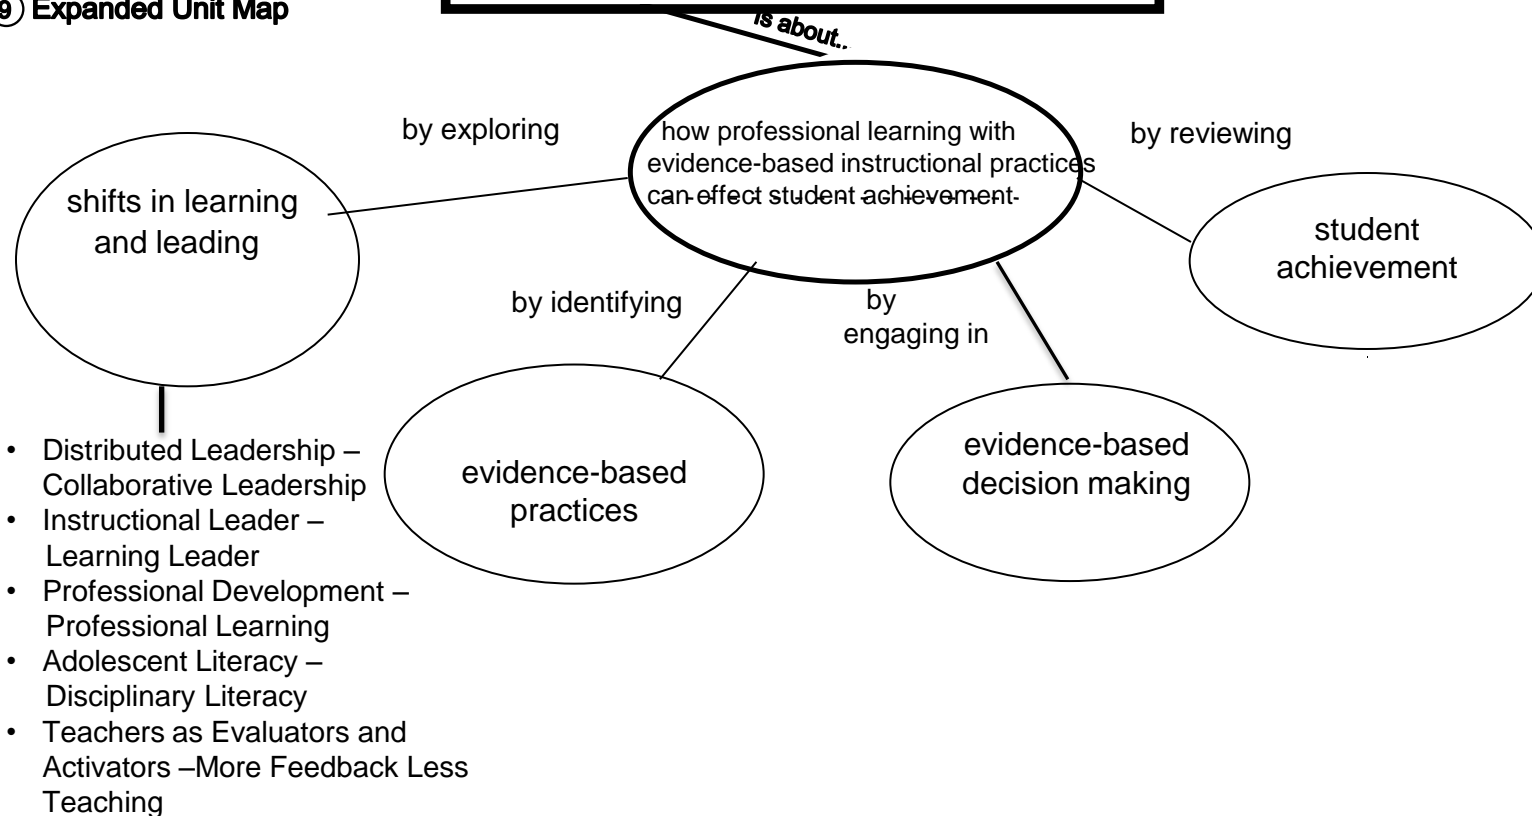 9 Expanded Unit Map
is about..
how professional learning with
evidence-based instructional practices
can effect student achievement
by exploring
by reviewing
shifts in learning
and leading
student
achievement
by identifying
by
engaging in
evidence-based
practices
evidence-based
decision making
• Distributed Leadership –
Collaborative Leadership
• Instructional Leader –
Learning Leader
• Professional Development –
Professional Learning
• Adolescent Literacy –
Disciplinary Literacy
• Teachers as Evaluators and
Activators –More Feedback Less
Teaching